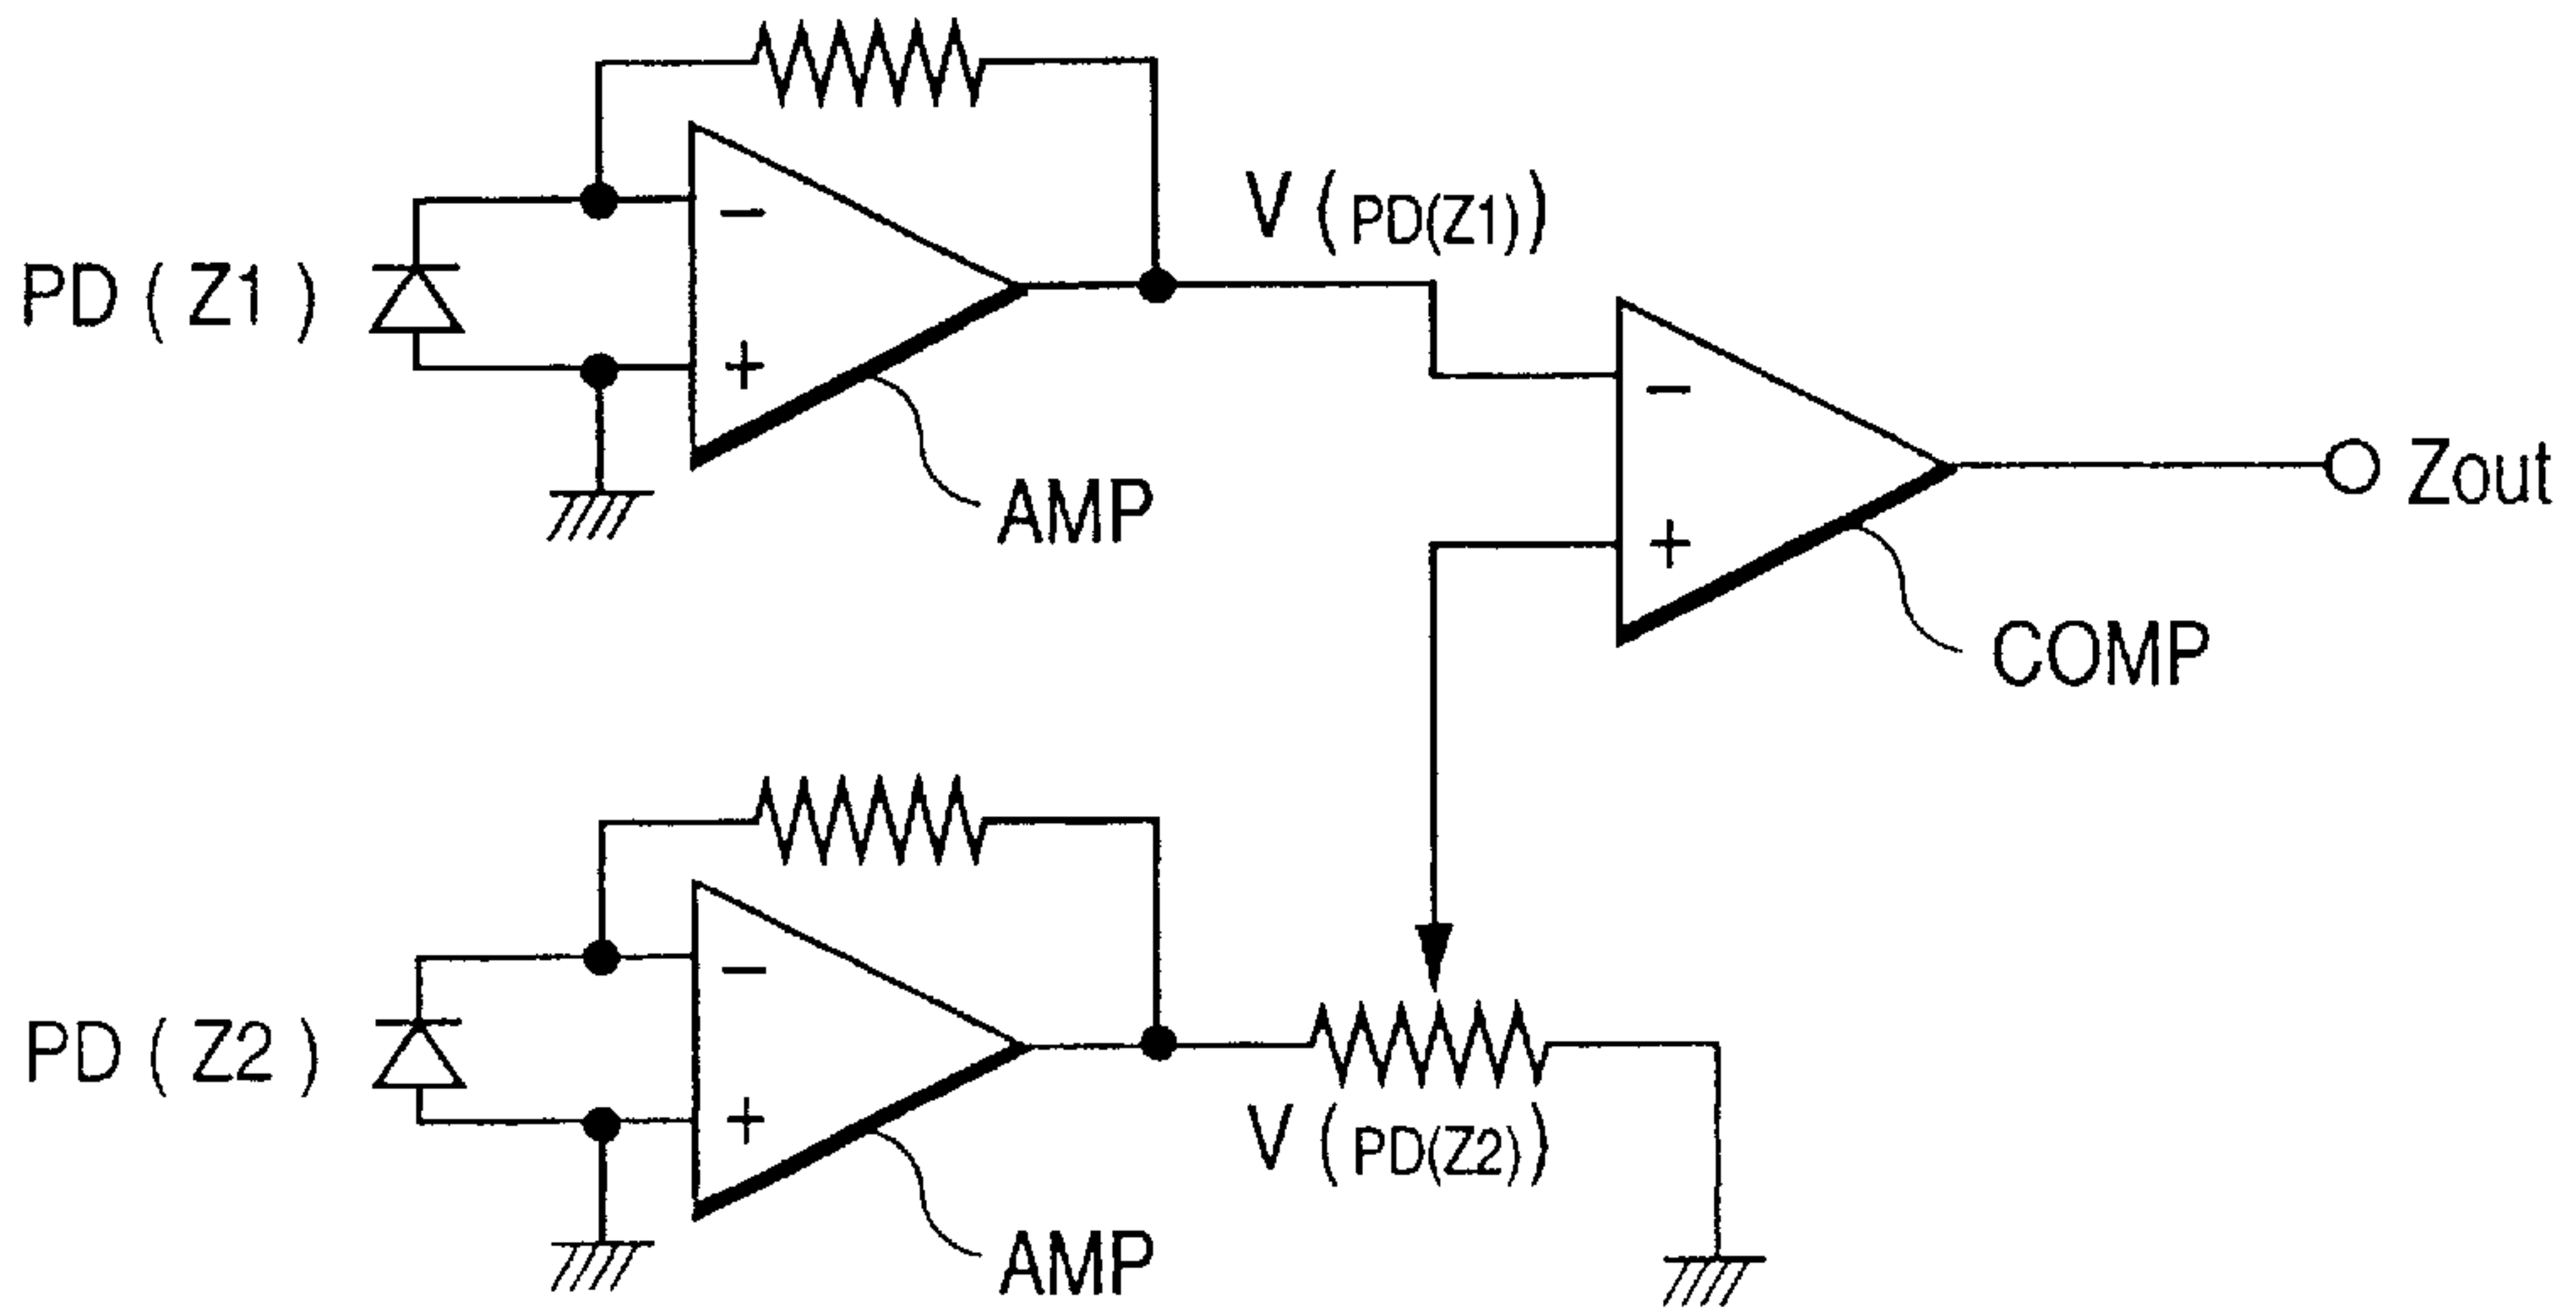 V (PD(Z1))
PD ( Z1 )
−
+
AMP
−
+
Zout
COMP
PD ( Z2 )
−
+
V (PD(Z2))
AMP